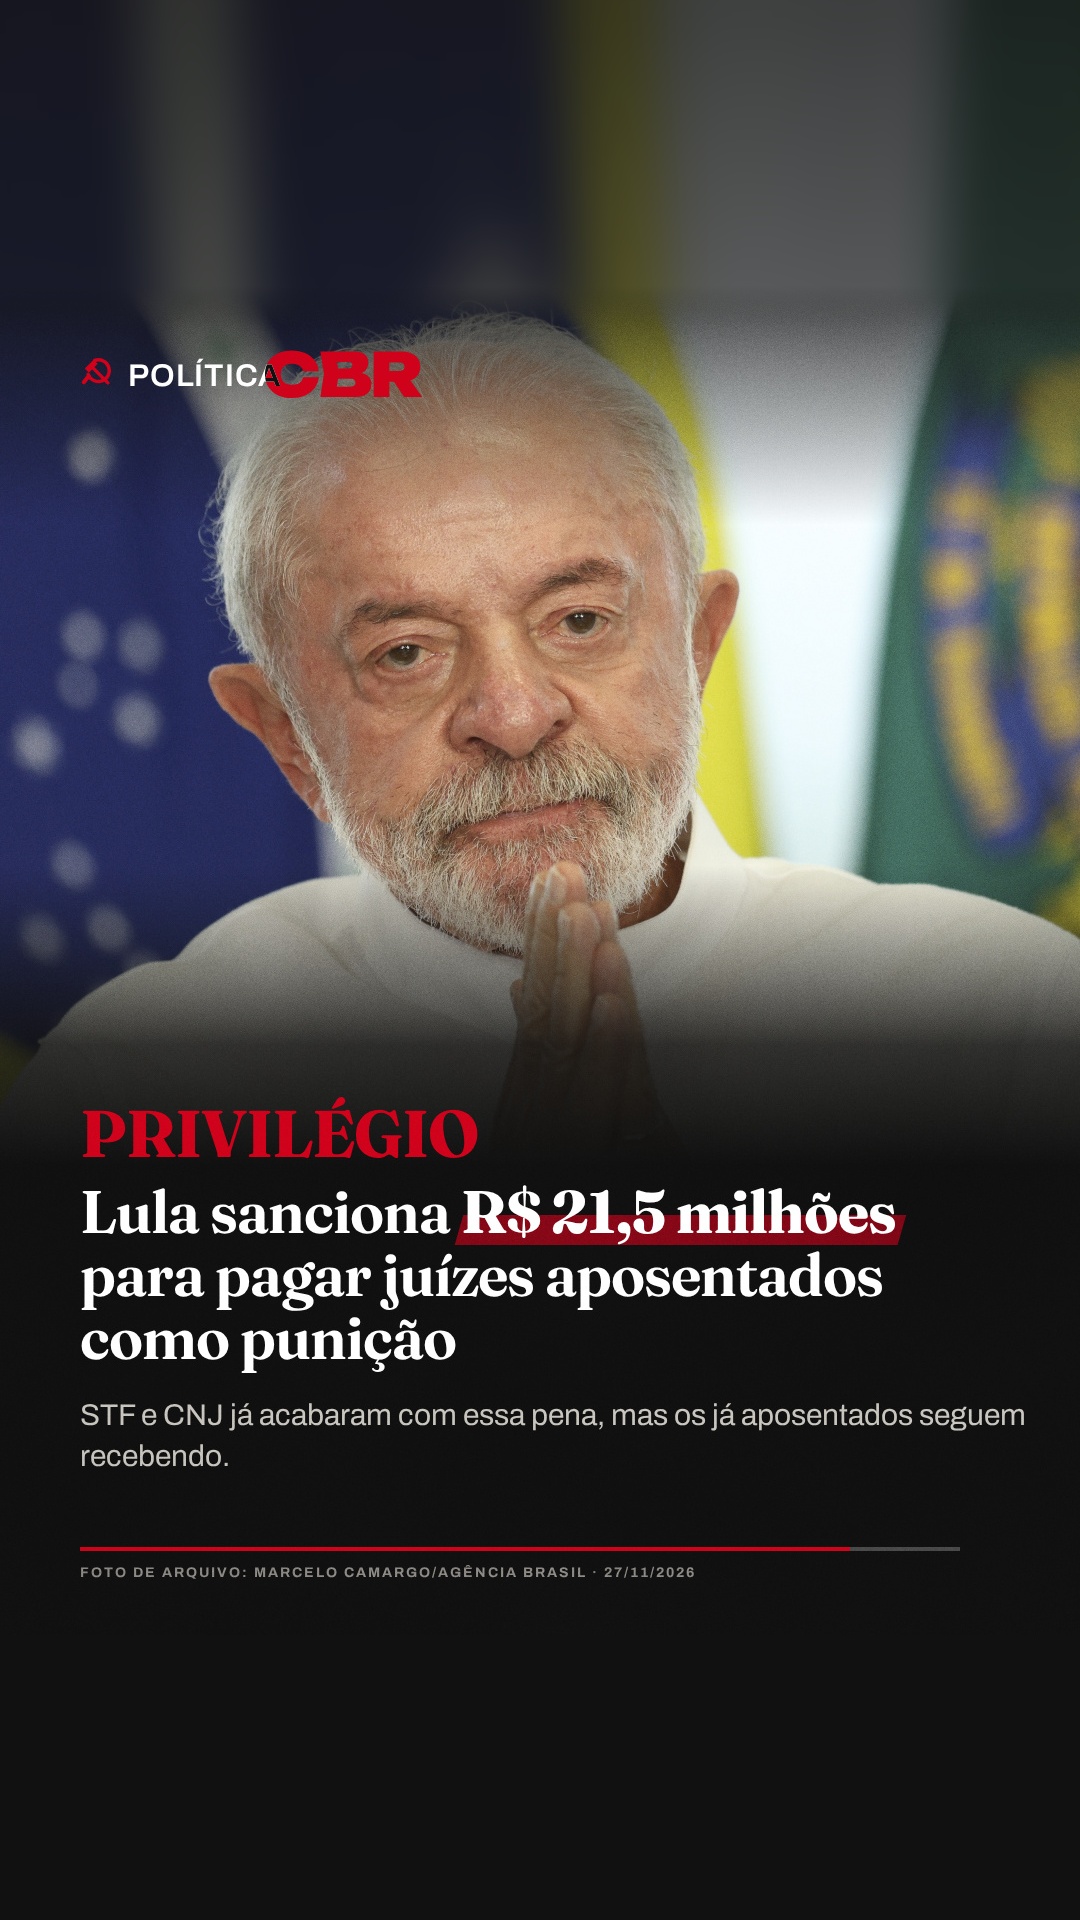 POLÍTICA CBR
PRIVILÉGIO
Lula sanciona R$ 21,5 milhões
para pagar juízes aposentados
como punição
STF e CNJ já acabaram com essa pena, mas os já aposentados seguem
recebendo.
FOTO DE ARQUIVO: MARCELO CAMARGO/AGÊNCIA BRASIL · 27/11/2026